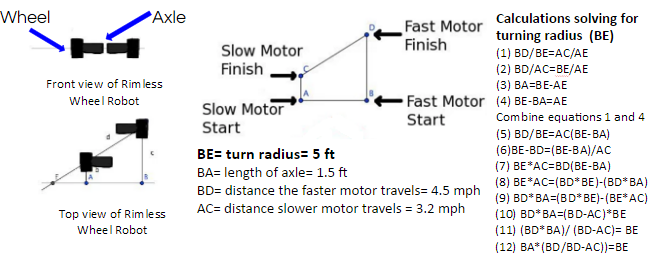 Wheel
Axle
Front view of Rimless
Wheel Robot
d
c
b
E
A
B
Top view of Rimless
Wheel Robot
D
Fast Motor
Finish
Slow Motor
Finish
C
A
B
Fast Motor
Start
Slow Motor
Start
BE= turn radius= 5 ft
BA= length of axle= 1.5 ft
BD= distance the faster motor travels= 4.5 mph
AC= distance slower motor travels = 3.2 mph
Calculations solving for
turning radius (BE)
(1) BD/BE=AC/AE
(2) BD/AC=BE/AE
(3) BA=BE-AE
(4) BE-BA=AE
Combine equations 1 and 4
(5) BD/BE=AC(BE-BA)
(6)BE-BD=(BE-BA)/AC
(7) BE*AC=BD(BE-BA)
(8) BE*AC=(BD*BE)-(BD*BA)
(9) BD*BA=(BD*BE)-(BE*AC)
(10) BD*BA=(BD-AC)*BE
(11) (BD*BA)/ (BD-AC)= BE
(12) BA*(BD/BD-AC))=BE